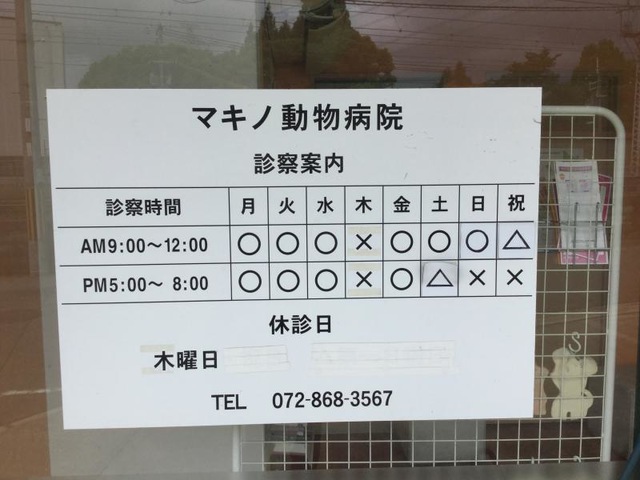 マキノ動物病院
診察案内
診察時間 月 火 水 木 金 土 日 祝
AM9:00〜12:00 ○ ○ ○ × ○ ○ ○ △
PM5:00〜 8:00 ○ ○ ○ × ○ △ × ×
休診日
木曜日
TEL 072-868-3567